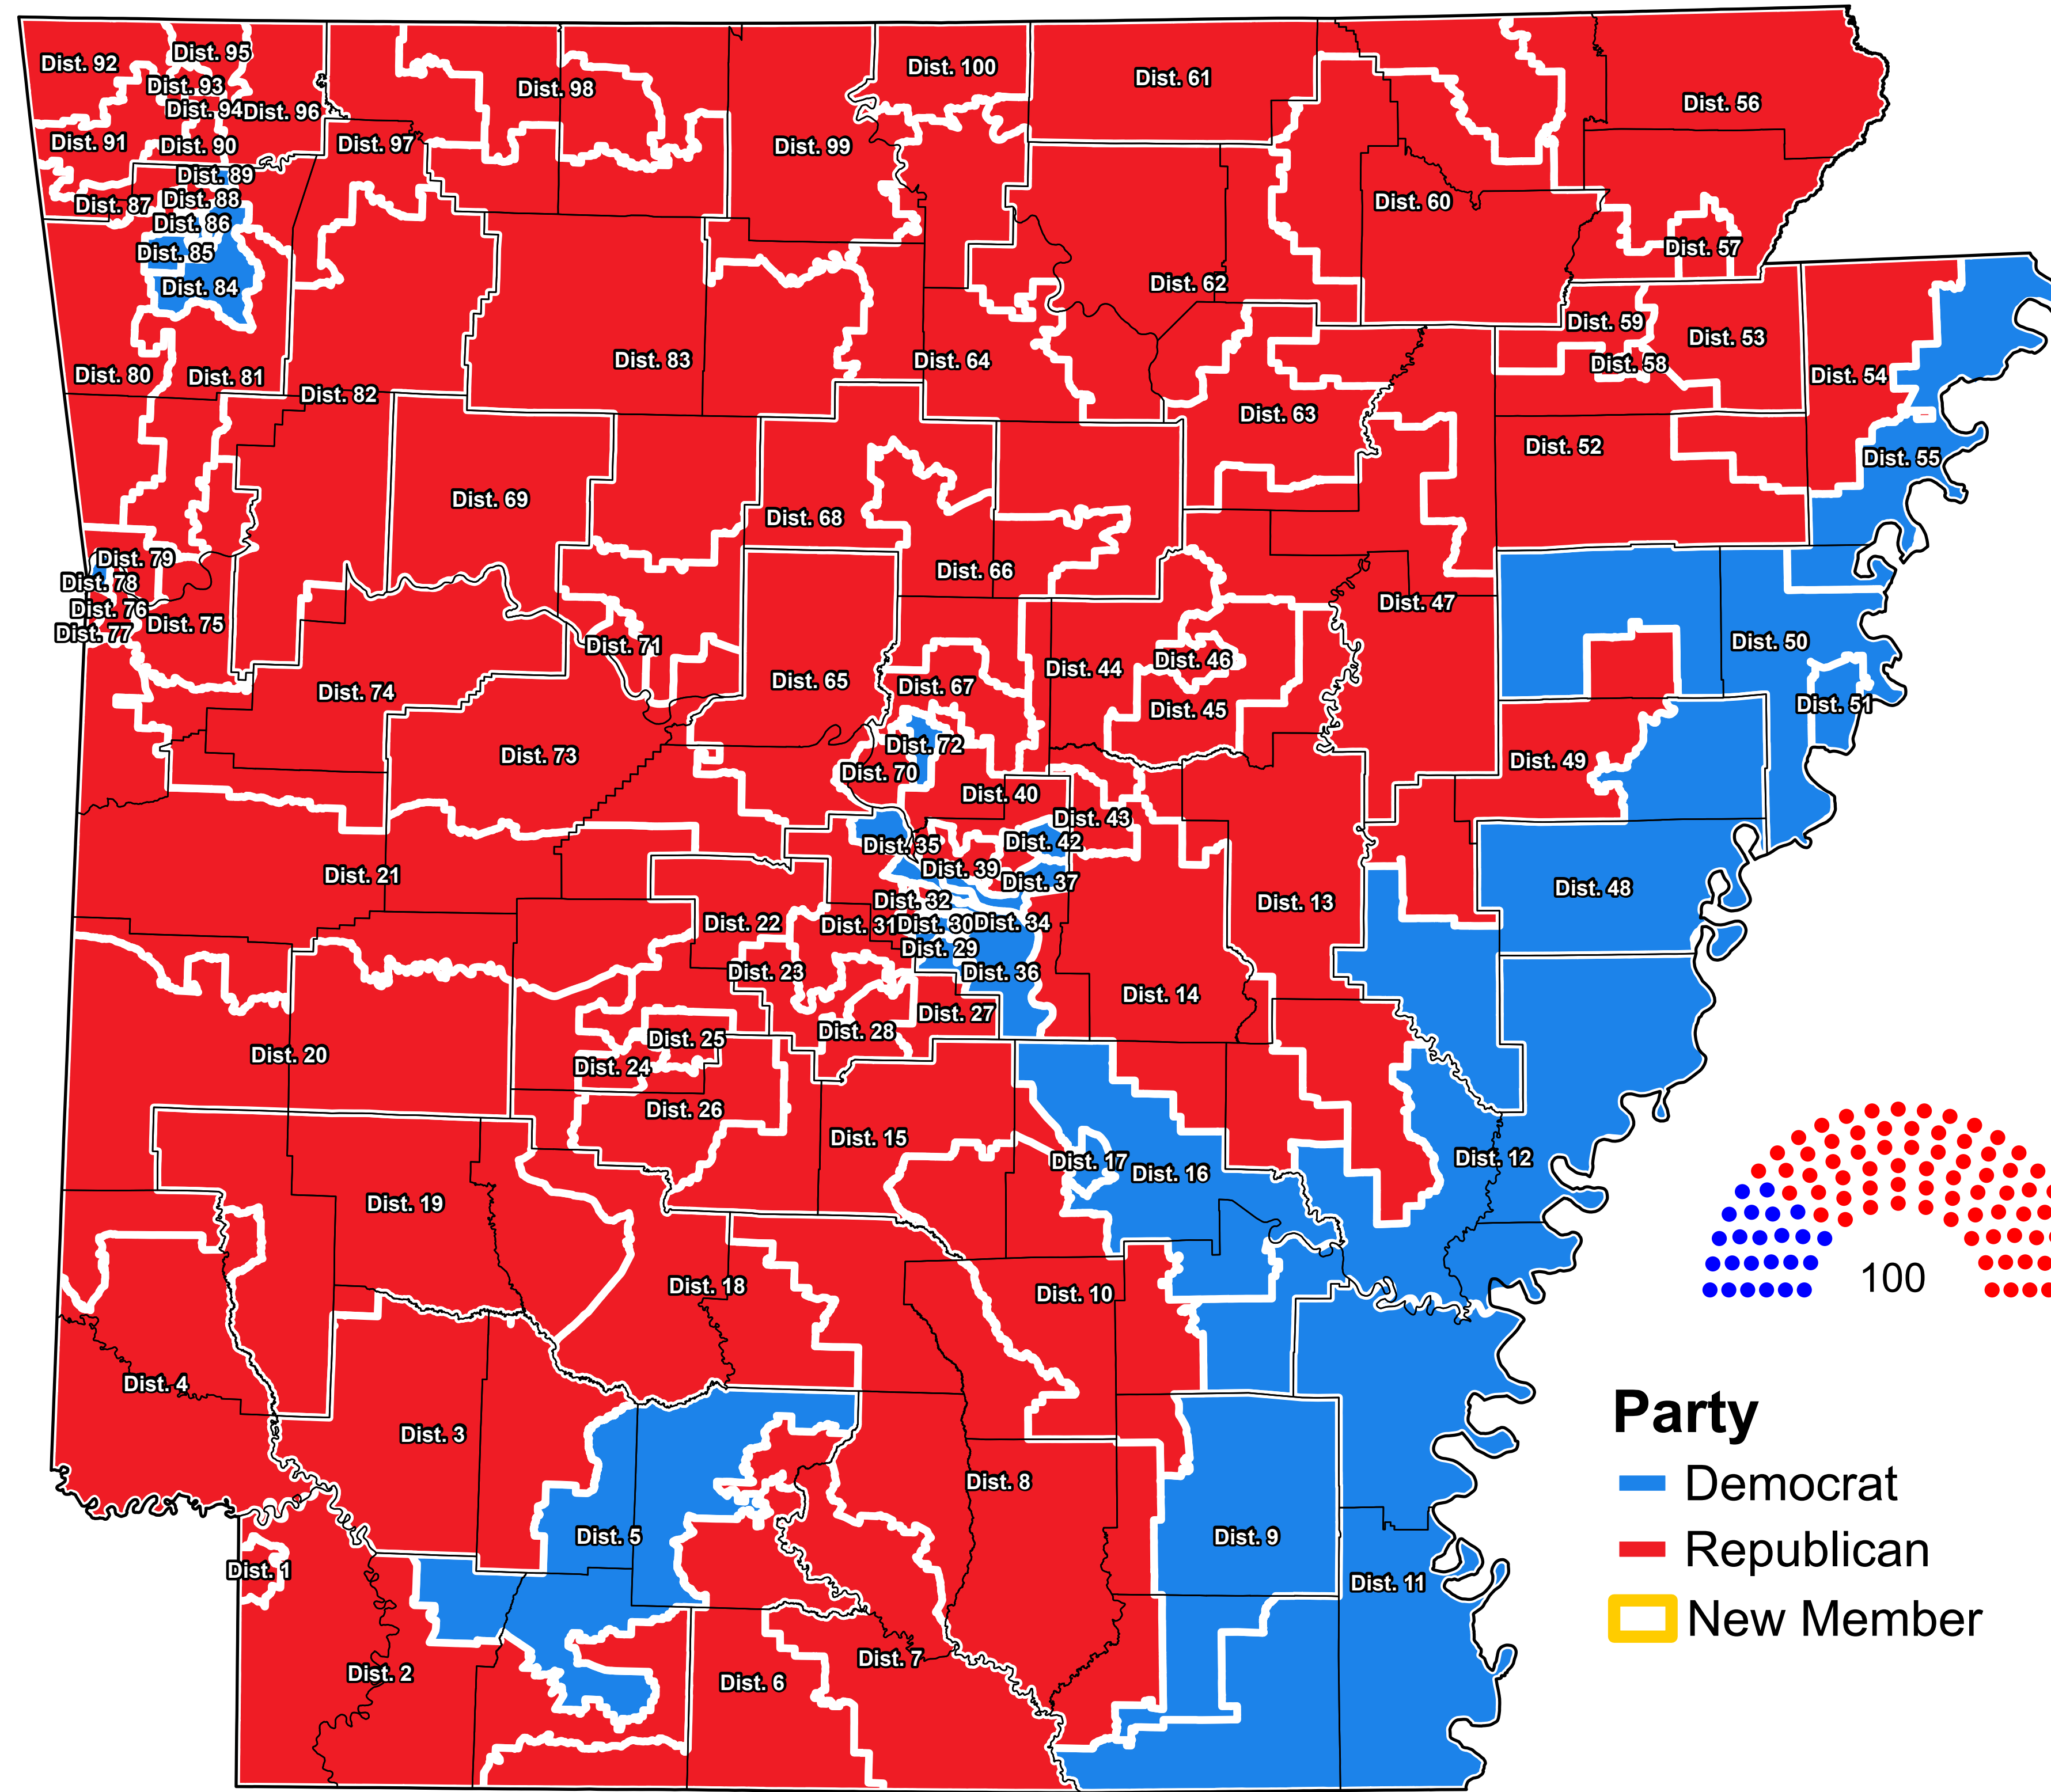 Dist. 92
Dist. 95
Dist. 93
Dist. 94
Dist. 96
Dist. 91
Dist. 90
Dist. 97
Dist. 98
Dist. 99
Dist. 100
Dist. 61
Dist. 56
Dist. 89
Dist. 88
Dist. 87
Dist. 86
Dist. 85
Dist. 84
Dist. 60
Dist. 57
Dist. 62
Dist. 59
Dist. 58
Dist. 53
Dist. 54
Dist. 80
Dist. 81
Dist. 82
Dist. 83
Dist. 64
Dist. 63
Dist. 52
Dist. 55
Dist. 69
Dist. 68
Dist. 66
Dist. 79
Dist. 78
Dist. 76
Dist. 77
Dist. 75
Dist. 47
Dist. 50
Dist. 71
Dist. 65
Dist. 67
Dist. 44
Dist. 46
Dist. 45
Dist. 51
Dist. 74
Dist. 73
Dist. 72
Dist. 70
Dist. 49
Dist. 40
Dist. 43
Dist. 42
Dist. 35
Dist. 39
Dist. 37
Dist. 21
Dist. 32
Dist. 22
Dist. 31
Dist. 30
Dist. 34
Dist. 29
Dist. 13
Dist. 48
Dist. 23
Dist. 36
Dist. 14
Dist. 27
Dist. 28
Dist. 25
Dist. 24
Dist. 20
Dist. 26
Dist. 15
Dist. 17
Dist. 16
Dist. 12
Dist. 19
Dist. 18
Dist. 10
100
Dist. 4
Dist. 3
Dist. 8
Dist. 5
Dist. 9
Dist. 1
Dist. 11
Dist. 2
Dist. 6
Dist. 7
Party
Democrat
Republican
New Member